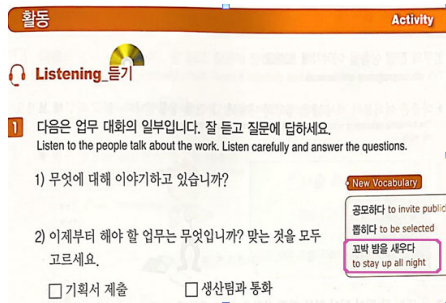 활동
Activity
Listening_듣기
1 다음은 업무 대화의 일부입니다. 잘 듣고 질문에 답하세요.
Listen to the people talk about the work. Listen carefully and answer the questions.
1) 무엇에 대해 이야기하고 있습니까?
New Vocabulary
공모하다 to invite public
뽑히다 to be selected
꼬박 밤을 새우다
to stay up all night
2) 이제부터 해야 할 업무는 무엇입니까? 맞는 것을 모두
고르세요.
□ 기획서 제출 □ 생산팀과 통화